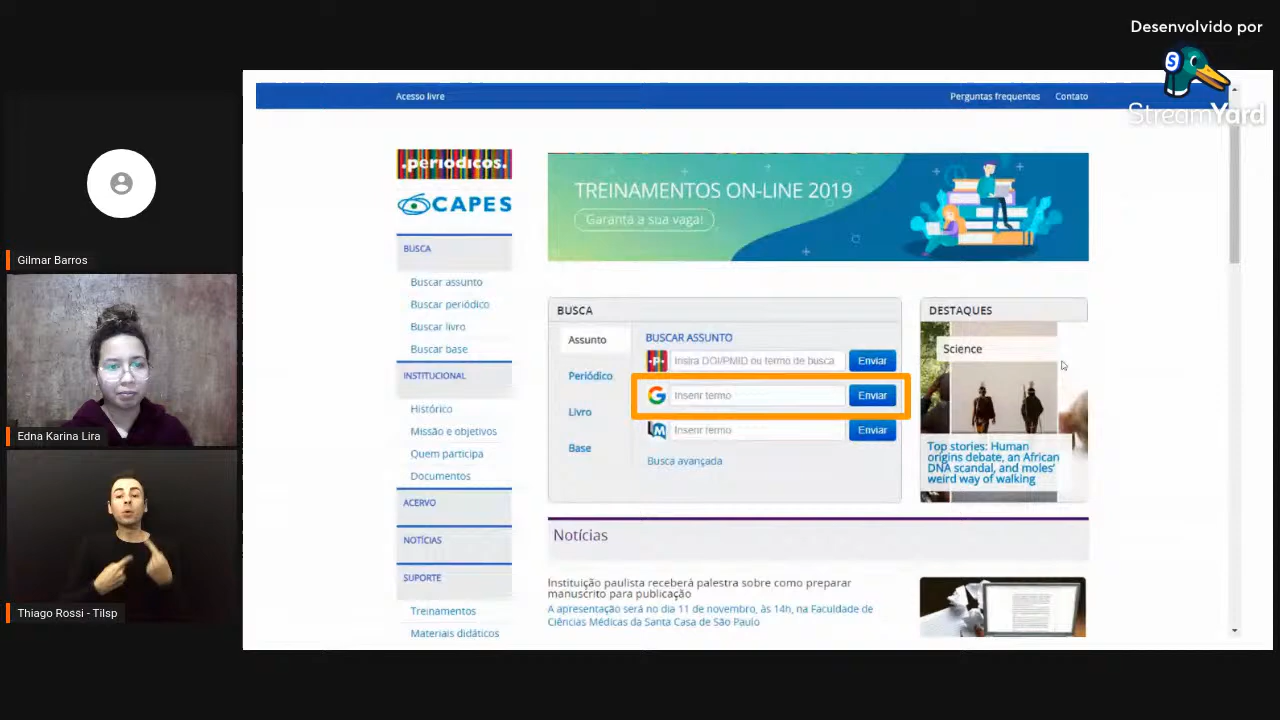 Desenvolvido por
StreamYard
Gilmar Barros
Edna Karina Lira
Thiago Rossi - Tilsp
Acesso livre
Perguntas frequentes
Contato
.periodicos.
CAPES
BUSCA
Buscar assunto
Buscar periódico
Buscar livro
Buscar base
INSTITUCIONAL
Histórico
Missão e objetivos
Quem participa
Documentos
ACERVO
NOTÍCIAS
SUPORTE
Treinamentos
Materiais didáticos
TREINAMENTOS ON-LINE 2019
Garanta a sua vaga!
BUSCA
Assunto
Periódico
Livro
Base
BUSCAR ASSUNTO
.p. Insira DOI/PMID ou termo de busca Enviar
G Inserir termo Enviar
M Inserir termo Enviar
Busca avançada
DESTAQUES
Science
Top stories: Human
origins debate, an African
DNA scandal, and moles'
weird way of walking
Notícias
Instituição paulista receberá palestra sobre como preparar
manuscrito para publicação
A apresentação será no dia 11 de novembro, às 14h, na Faculdade de
Ciências Médicas da Santa Casa de São Paulo